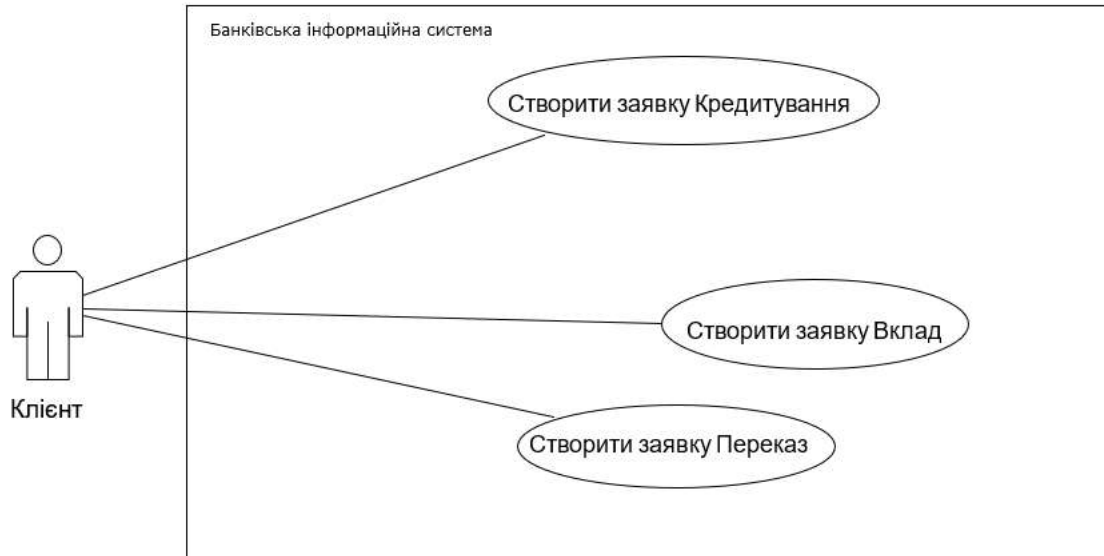 Банківська інформаційна система
Створити заявку Кредитування
Створити заявку Вклад
Клієнт
Створити заявку Переказ